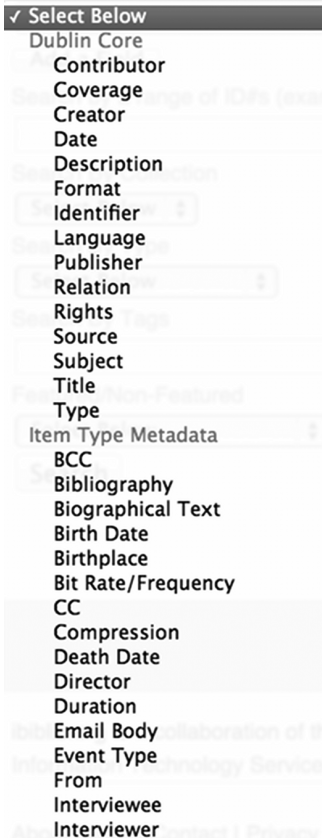 ✓ Select Below
Dublin Core
Contributor
Coverage
Creator
Date
Description
Format
Identifier
Language
Publisher
Relation
Rights
Source
Subject
Title
Type
Item Type Metadata
BCC
Bibliography
Biographical Text
Birth Date
Birthplace
Bit Rate/Frequency
CC
Compression
Death Date
Director
Duration
Email Body
Event Type
From
Interviewee
Interviewer